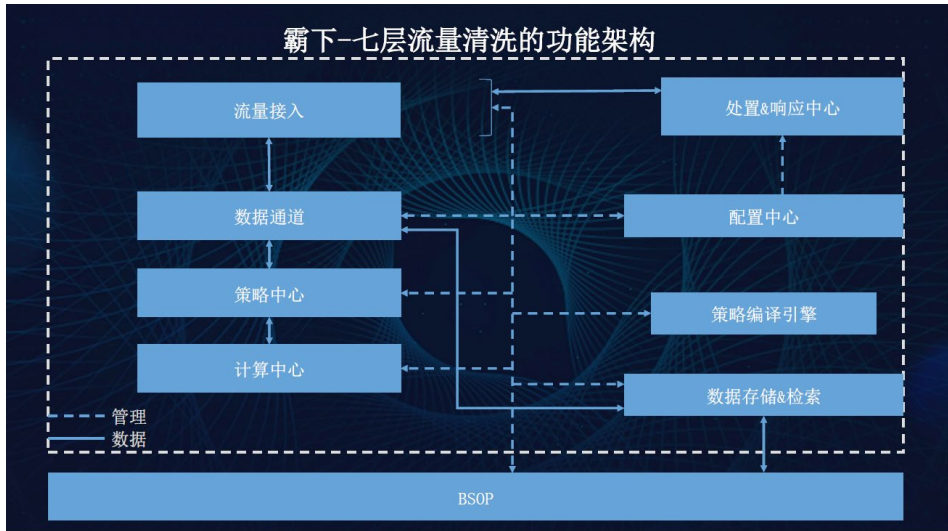 霸下-七层流量清洗的功能架构
流量接入
处置&响应中心
数据通道
配置中心
策略中心
策略编译引擎
计算中心
数据存储&检索
管理
数据
BSOP